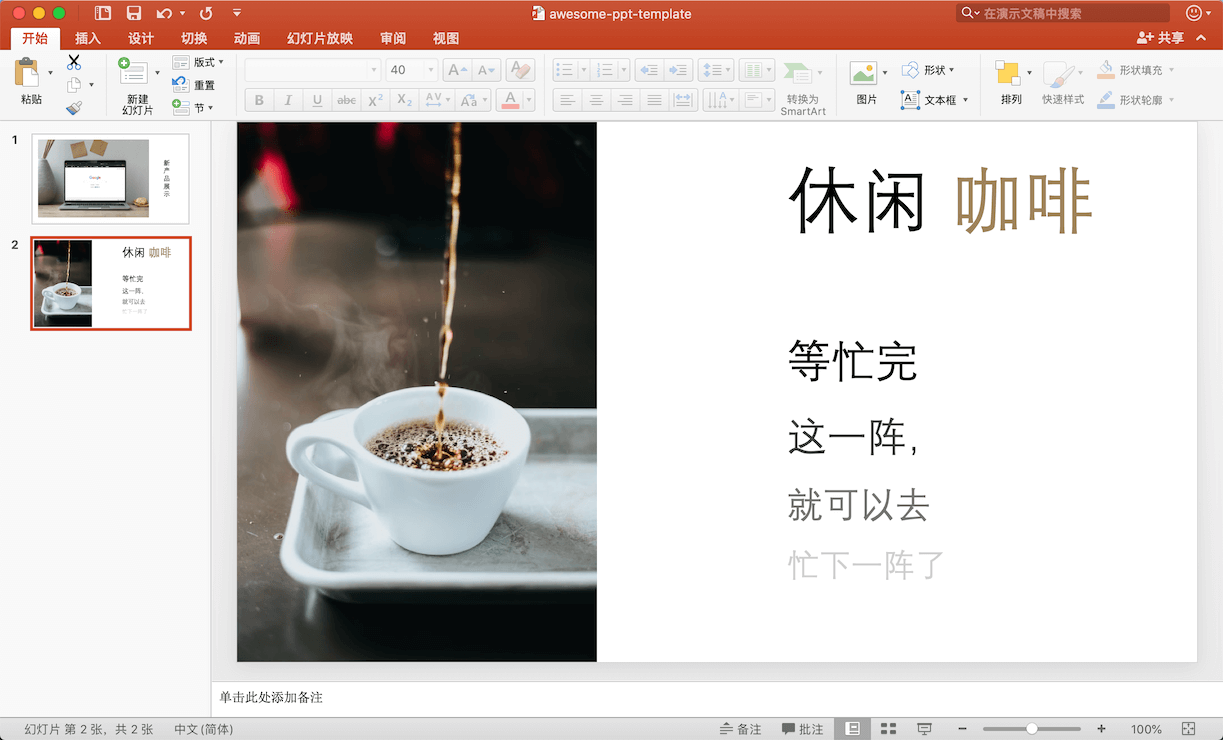 awesome-ppt-template
在演示文稿中搜索
开始 插入 设计 切换 动画 幻灯片放映 审阅 视图
共享
粘贴
新建
幻灯片
版式
重置
节
40
B I U abc X² X₂ AV Aa A
转换为
SmartArt
图片
形状
文本框
排列
快速样式
形状填充
形状轮廓
1
新产品展示
2
休闲 咖啡
等忙完
这一阵,
就可以去
忙下一阵了
休闲 咖啡
等忙完
这一阵,
就可以去
忙下一阵了
单击此处添加备注
幻灯片 第 2 张，共 2 张 中文(简体) 备注 批注 100%